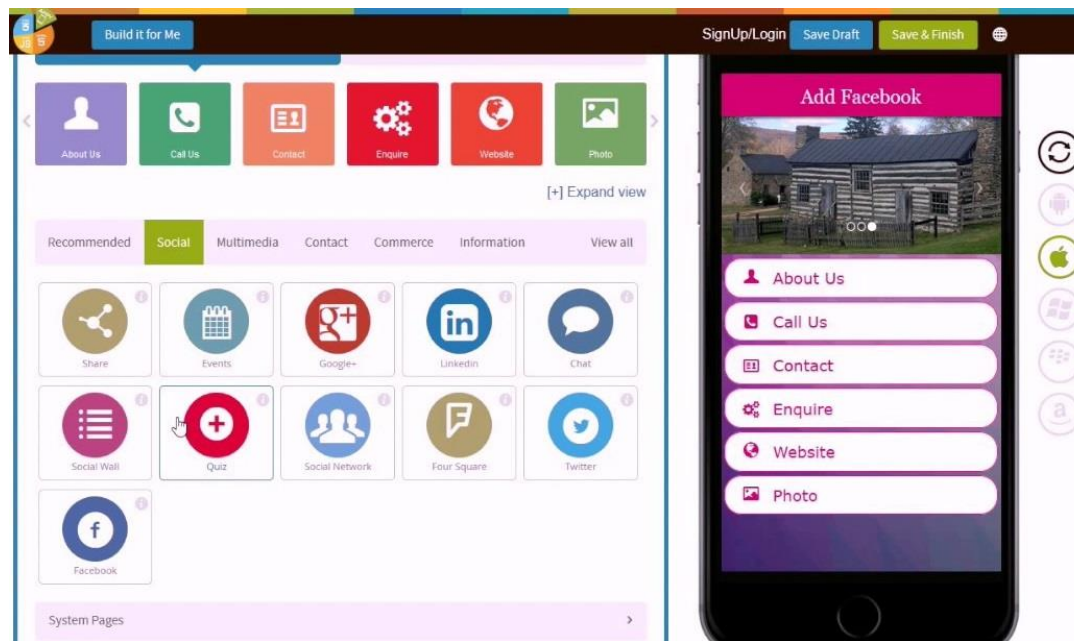 Build it for Me
SignUp/Login
Save Draft
Save & Finish
About Us
Call Us
Contact
Enquire
Website
Photo
[+] Expand view
Recommended
Social
Multimedia
Contact
Commerce
Information
View all
Share
Events
Google+
Linkedin
Chat
Social Wall
Quiz
Social Network
Four Square
Twitter
Facebook
System Pages
Add Facebook
About Us
Call Us
Contact
Enquire
Website
Photo